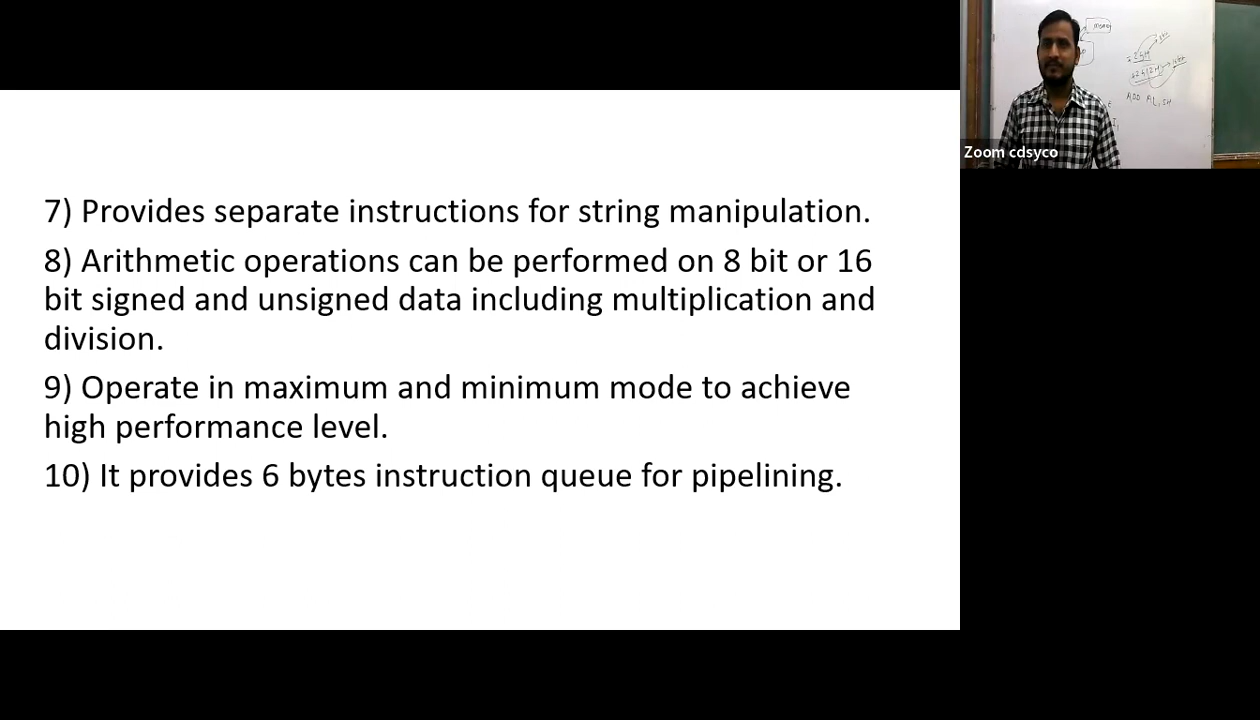 7) Provides separate instructions for string manipulation.
8) Arithmetic operations can be performed on 8 bit or 16
bit signed and unsigned data including multiplication and
division.
9) Operate in maximum and minimum mode to achieve
high performance level.
10) It provides 6 bytes instruction queue for pipelining.
Zoom cdsyco
ADD AL,